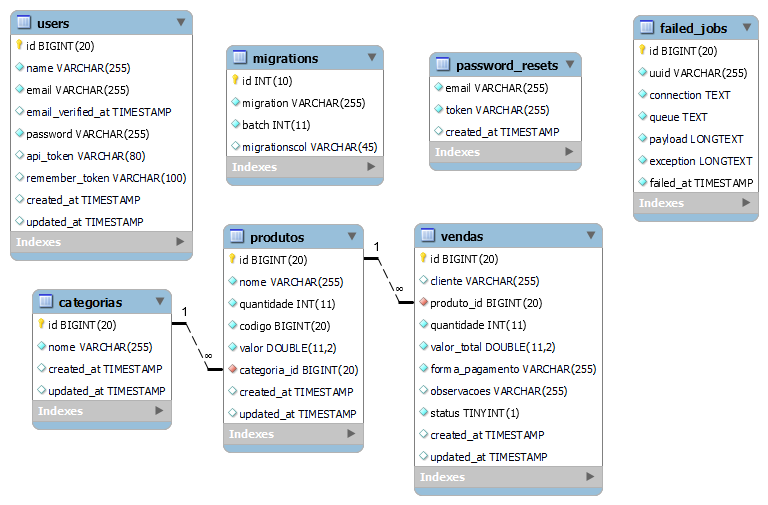 users
id BIGINT(20)
name VARCHAR(255)
email VARCHAR(255)
email_verified_at TIMESTAMP
password VARCHAR(255)
api_token VARCHAR(80)
remember_token VARCHAR(100)
created_at TIMESTAMP
updated_at TIMESTAMP
Indexes
migrations
id INT(10)
migration VARCHAR(255)
batch INT(11)
migrationscol VARCHAR(45)
Indexes
password_resets
email VARCHAR(255)
token VARCHAR(255)
created_at TIMESTAMP
Indexes
failed_jobs
id BIGINT(20)
uuid VARCHAR(255)
connection TEXT
queue TEXT
payload LONGTEXT
exception LONGTEXT
failed_at TIMESTAMP
Indexes
categorias
id BIGINT(20)
nome VARCHAR(255)
created_at TIMESTAMP
updated_at TIMESTAMP
Indexes
1
∞
produtos
id BIGINT(20)
nome VARCHAR(255)
quantidade INT(11)
codigo BIGINT(20)
valor DOUBLE(11,2)
categoria_id BIGINT(20)
created_at TIMESTAMP
updated_at TIMESTAMP
Indexes
1
∞
vendas
id BIGINT(20)
cliente VARCHAR(255)
produto_id BIGINT(20)
quantidade INT(11)
valor_total DOUBLE(11,2)
forma_pagamento VARCHAR(255)
observacoes VARCHAR(255)
status TINYINT(1)
created_at TIMESTAMP
updated_at TIMESTAMP
Indexes